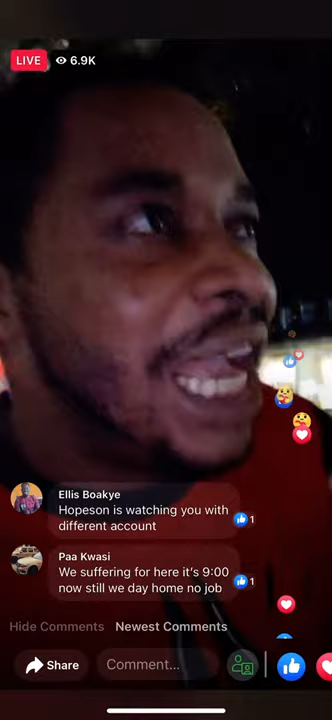 LIVE 6.9K
Ellis Boakye
Hopeson is watching you with
different account
1
Paa Kwasi
We suffering for here it's 9:00
now still we day home no job
1
Hide Comments Newest Comments
Share Comment...